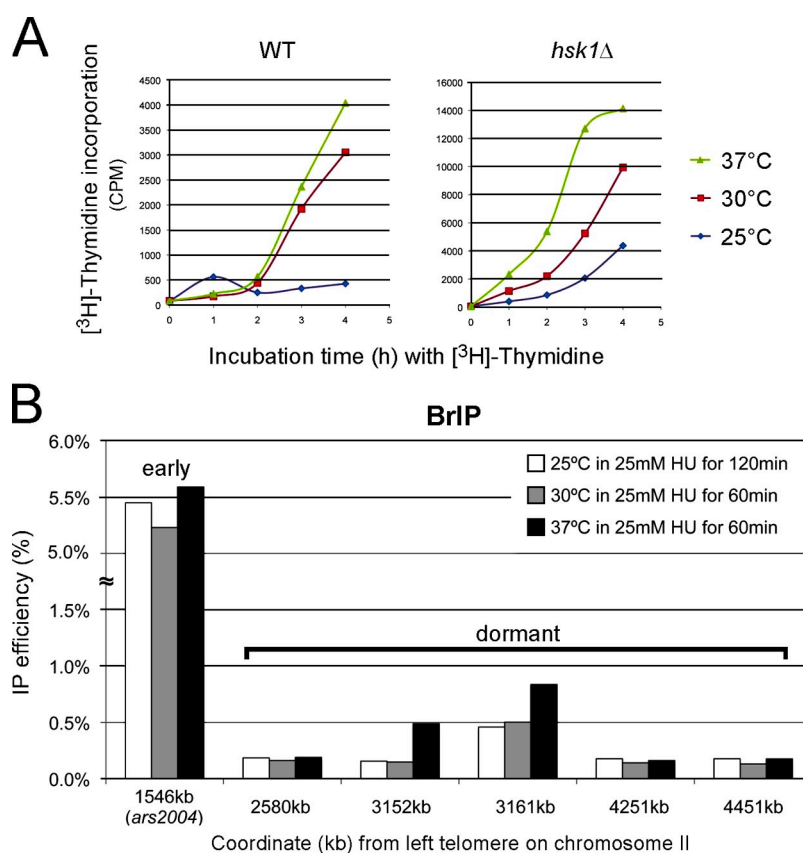 A
WT
hsk1Δ
[³H]-Thymidine incorporation
(CPM)
4500
4000
3500
3000
2500
2000
1500
1000
500
0
0 1 2 3 4 5
16000
14000
12000
10000
8000
6000
4000
2000
0
0 1 2 3 4 5
37°C
30°C
25°C
Incubation time (h) with [³H]-Thymidine
B
BrIP
IP efficiency (%)
6.0%
5.5%
5.0%
≈
1.5%
1.0%
0.5%
0.0%
early
25ºC in 25mM HU for 120min
30ºC in 25mM HU for 60min
37ºC in 25mM HU for 60min
dormant
1546kb 2580kb 3152kb 3161kb 4251kb 4451kb
(ars2004)
Coordinate (kb) from left telomere on chromosome II